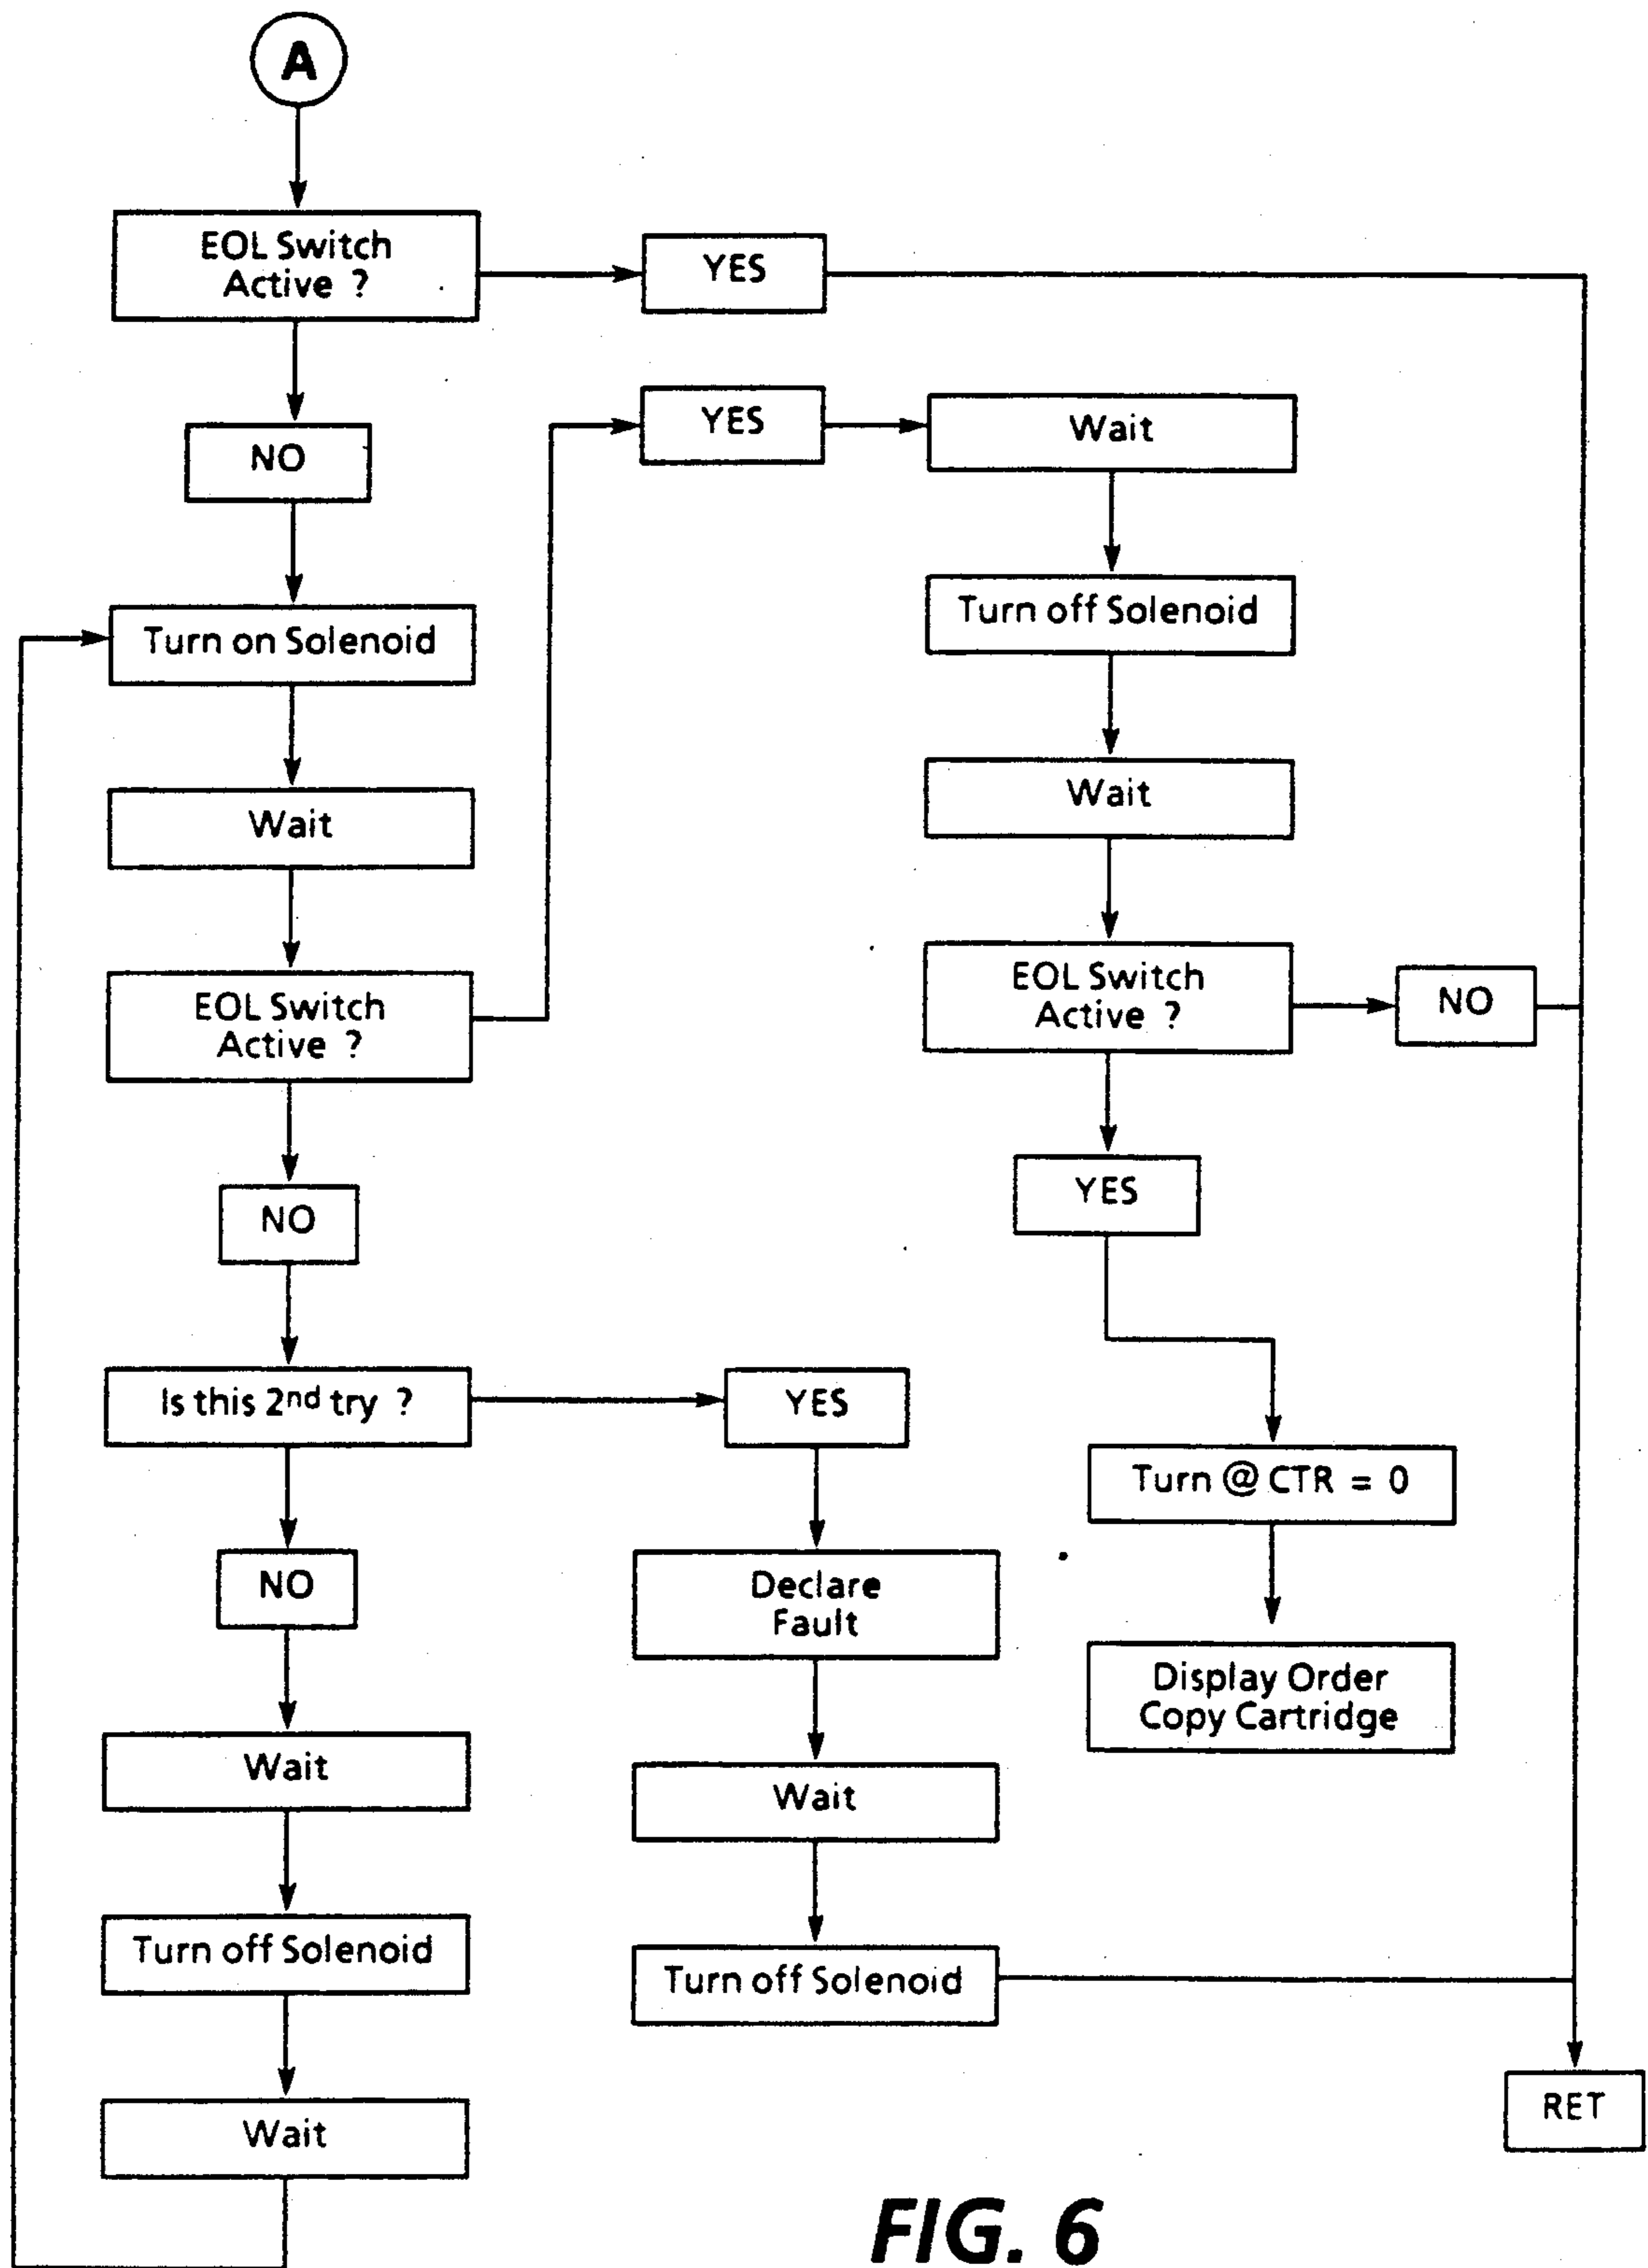 A
EOL Switch
Active ?
YES
NO
YES
Wait
Turn on Solenoid
Turn off Solenoid
Wait
Wait
EOL Switch
Active ?
EOL Switch
Active ?
NO
NO
YES
Is this 2nd try ?
YES
Turn @ CTR = 0
NO
Declare
Fault
Display Order
Copy Cartridge
Wait
Wait
Turn off Solenoid
Turn off Solenoid
Wait
RET
FIG. 6